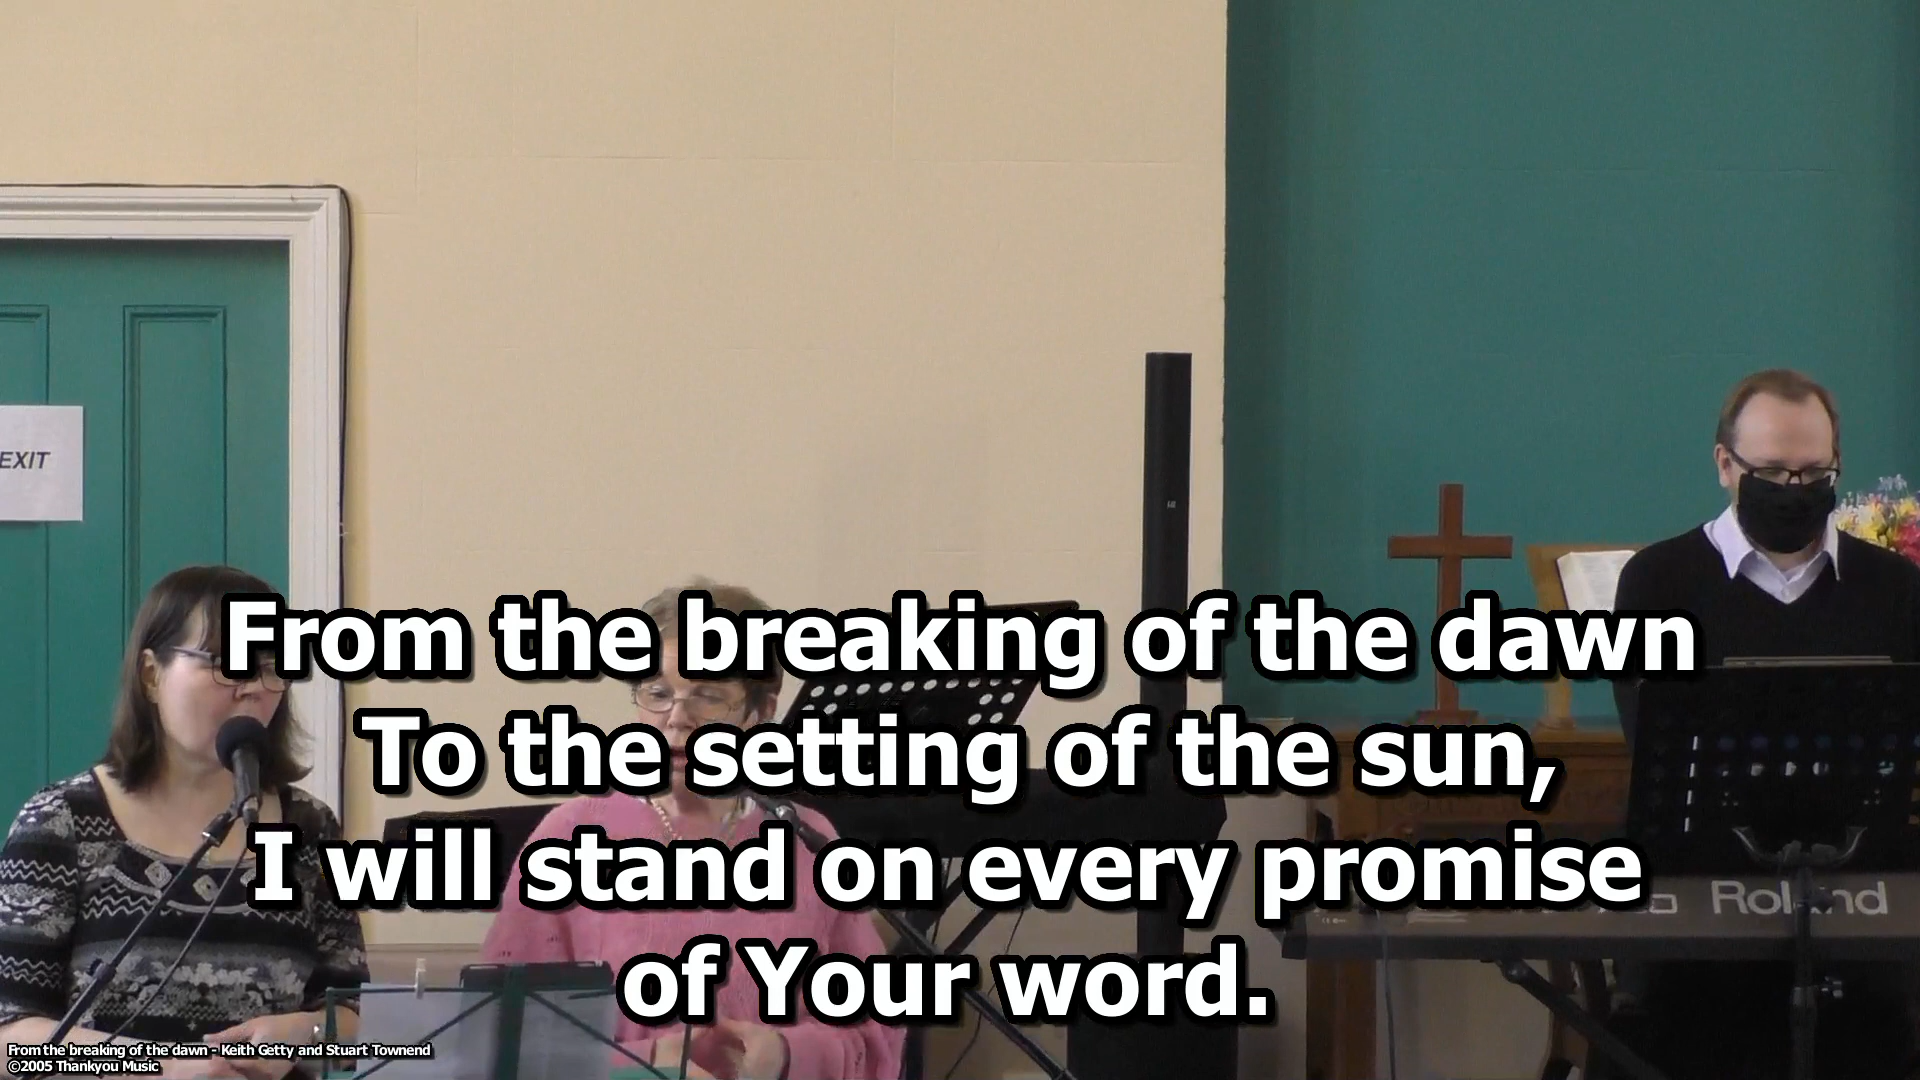 EXIT
From the breaking of the dawn
To the setting of the sun,
I will stand on every promise
of Your word.
Roland
From the breaking of the dawn - Keith Getty and Stuart Townend
©2005 Thankyou Music